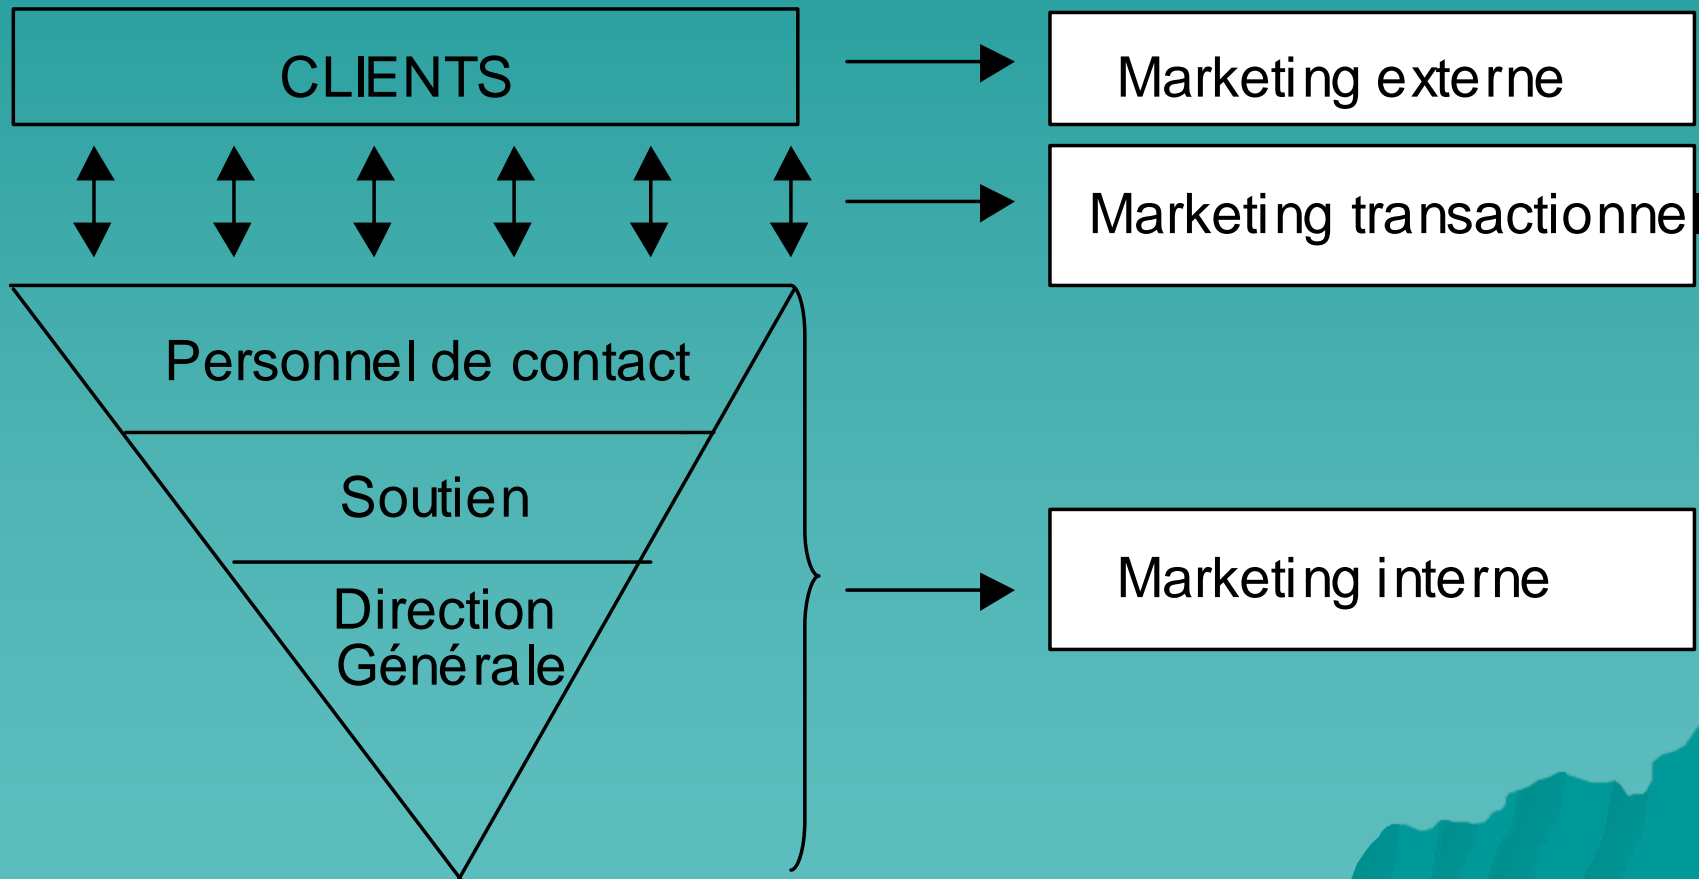 CLIENTS
Marketing externe
Marketing transactionnel
Personnel de contact
Soutien
Direction
Générale
Marketing interne